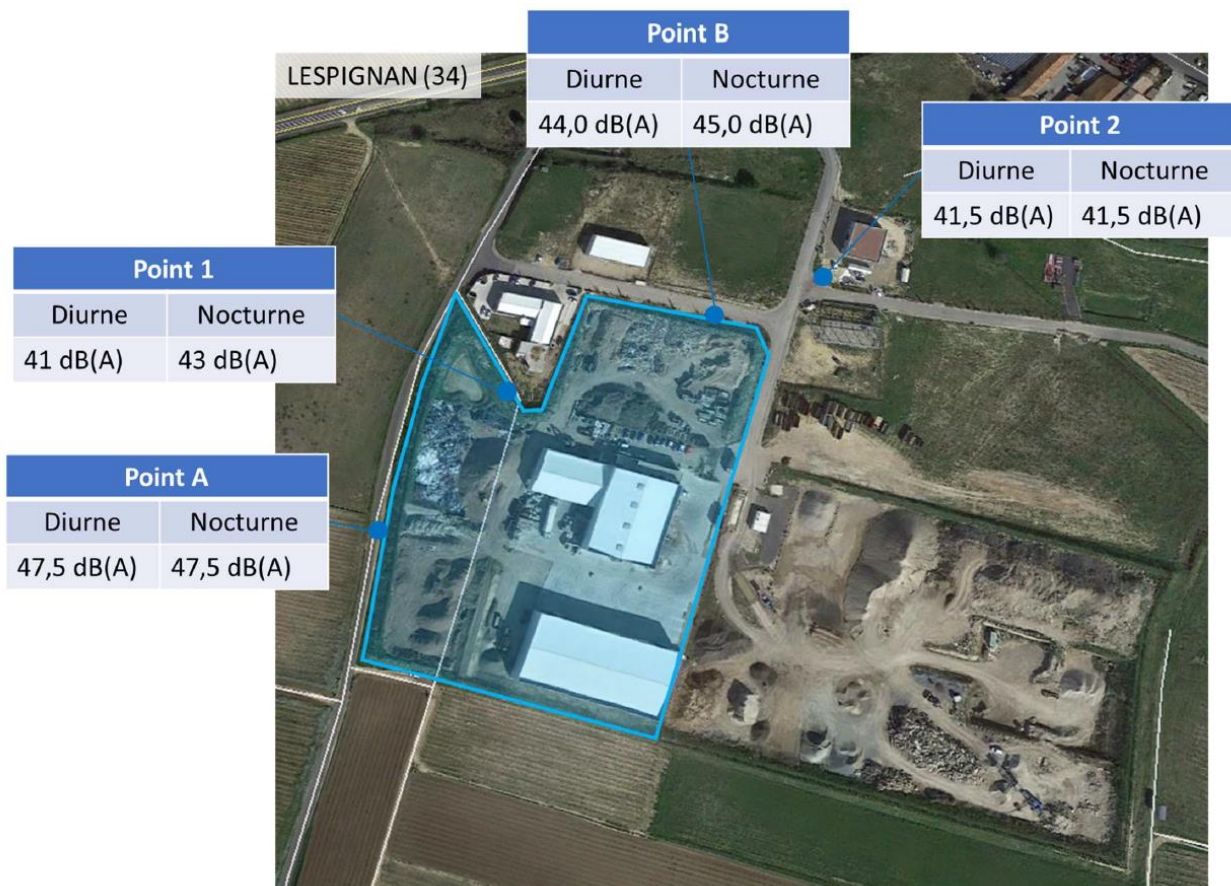 LESPIGNAN (34)
Point B
Diurne Nocturne
44,0 dB(A) 45,0 dB(A)
Point 2
Diurne Nocturne
41,5 dB(A) 41,5 dB(A)
Point 1
Diurne Nocturne
41 dB(A) 43 dB(A)
Point A
Diurne Nocturne
47,5 dB(A) 47,5 dB(A)